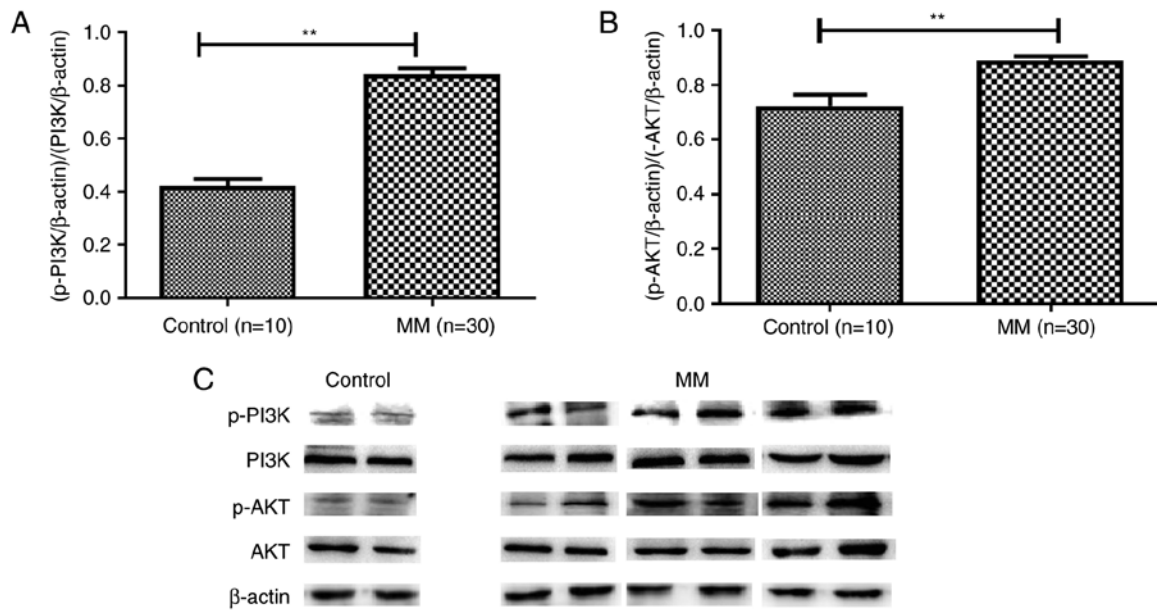 A
(p-PI3K/β-actin)/(PI3K/β-actin)
1.0
0.8
0.6
0.4
0.2
0.0
**
Control (n=10)
MM (n=30)
B
(p-AKT/β-actin)/(-AKT/β-actin)
1.0
0.8
0.6
0.4
0.2
0.0
**
Control (n=10)
MM (n=30)
C
Control
MM
p-PI3K
PI3K
p-AKT
AKT
β-actin